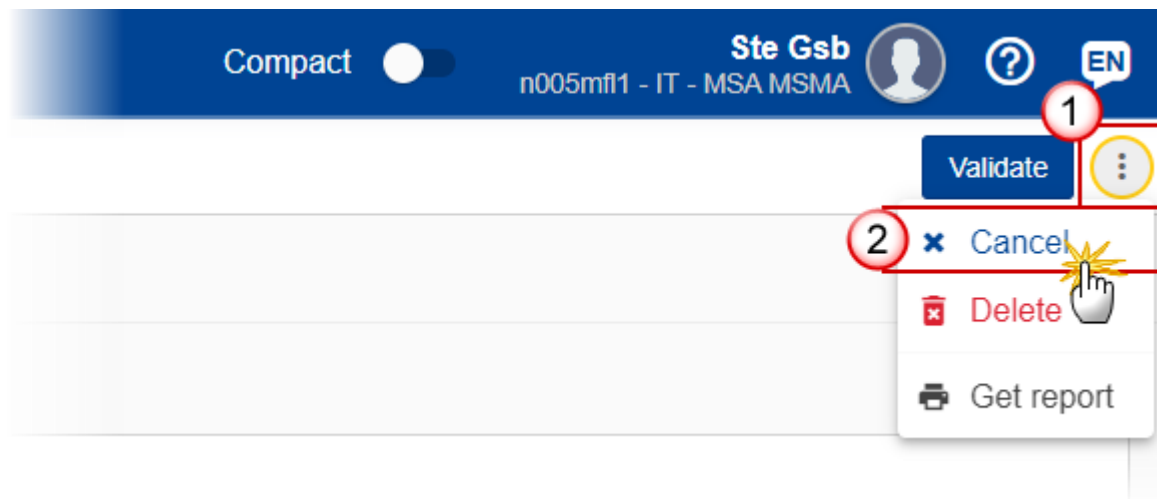 Compact
Ste Gsb
n005mfl1 - IT - MSA MSMA
EN
1
Validate
2
Cancel
Delete
Get report